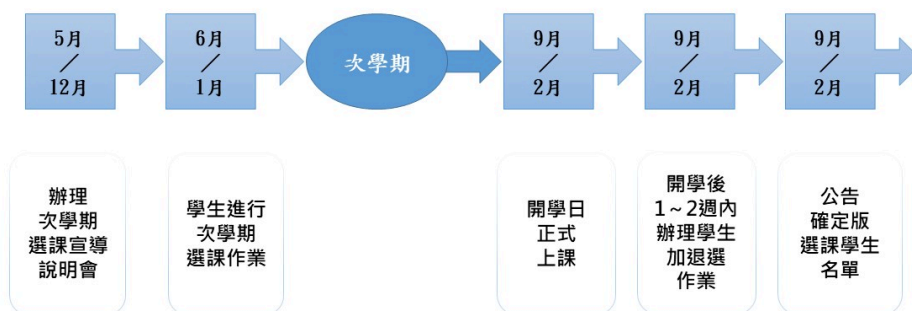 5月
／
12月
6月
／
1月
次學期
9月
／
2月
9月
／
2月
9月
／
2月
辦理
次學期
選課宣導
說明會
學生進行
次學期
選課作業
開學日
正式
上課
開學後
1～2週內
辦理學生
加退選
作業
公告
確定版
選課學生
名單